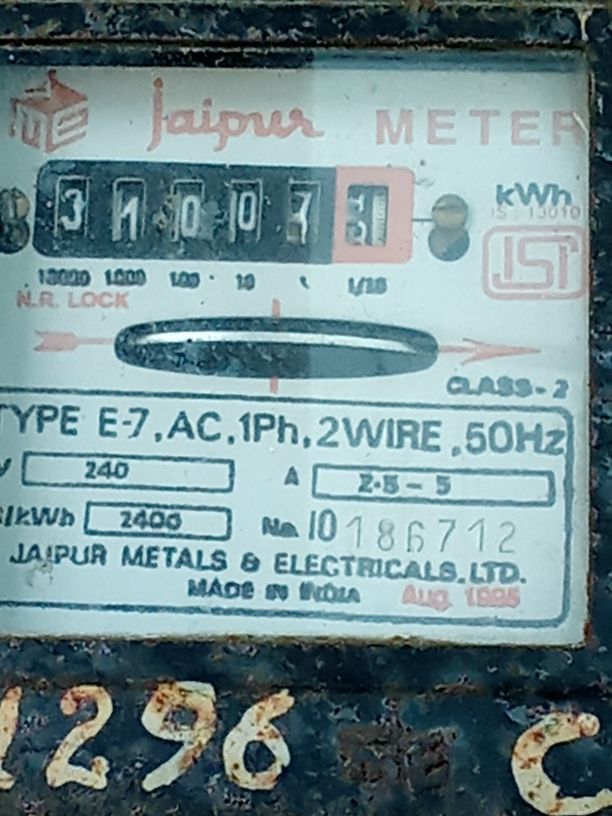 ME Jaipur METER
3 1 0 0 7
kWh
IS : 13010
10000 1000 100 10 1 1/10
ISI
N.R. LOCK
CLASS-2
TYPE E-7, AC, 1Ph, 2WIRE, 50Hz
V 240 A 2.5 - 5
/kWh 2400 No 10186712
JAIPUR METALS & ELECTRICALS. LTD.
MADE IN INDIA Aug.
1296 C